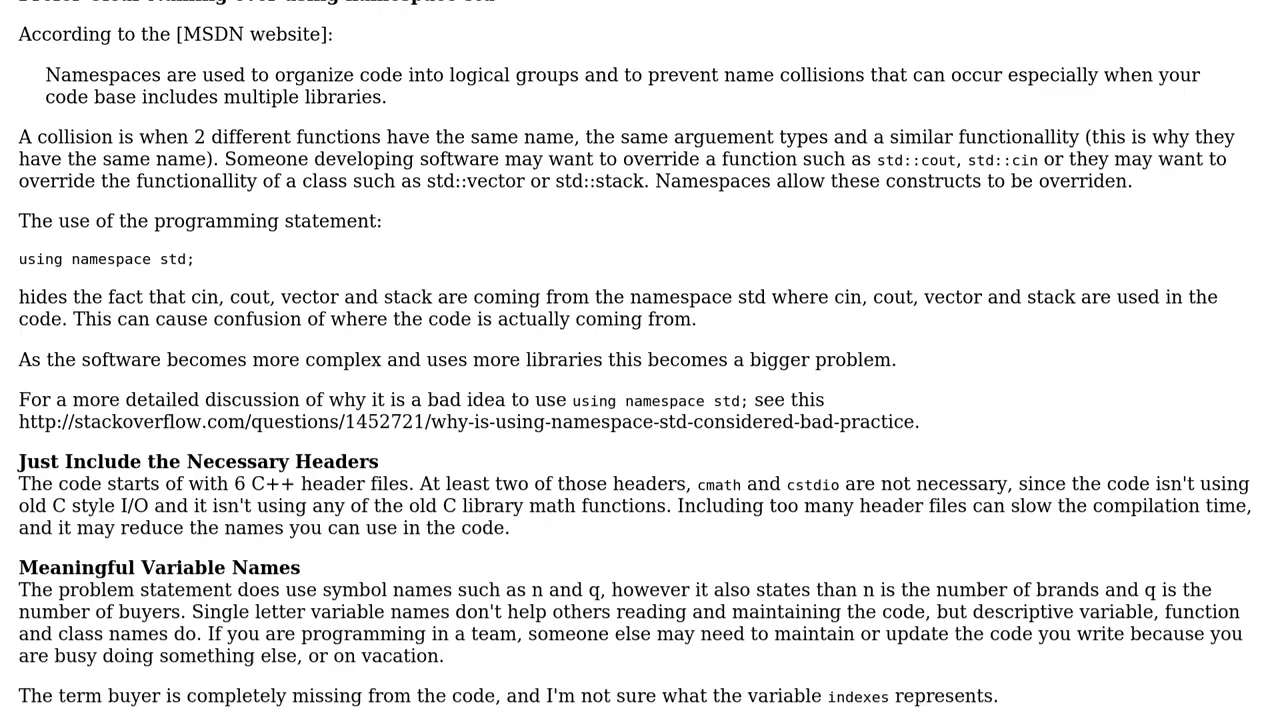 According to the [MSDN website]:
Namespaces are used to organize code into logical groups and to prevent name collisions that can occur especially when your
code base includes multiple libraries.
A collision is when 2 different functions have the same name, the same arguement types and a similar functionallity (this is why they
have the same name). Someone developing software may want to override a function such as std::cout, std::cin or they may want to
override the functionallity of a class such as std::vector or std::stack. Namespaces allow these constructs to be overriden.
The use of the programming statement:
using namespace std;
hides the fact that cin, cout, vector and stack are coming from the namespace std where cin, cout, vector and stack are used in the
code. This can cause confusion of where the code is actually coming from.
As the software becomes more complex and uses more libraries this becomes a bigger problem.
For a more detailed discussion of why it is a bad idea to use using namespace std; see this
http://stackoverflow.com/questions/1452721/why-is-using-namespace-std-considered-bad-practice.
Just Include the Necessary Headers
The code starts of with 6 C++ header files. At least two of those headers, cmath and cstdio are not necessary, since the code isn't using
old C style I/O and it isn't using any of the old C library math functions. Including too many header files can slow the compilation time,
and it may reduce the names you can use in the code.
Meaningful Variable Names
The problem statement does use symbol names such as n and q, however it also states than n is the number of brands and q is the
number of buyers. Single letter variable names don't help others reading and maintaining the code, but descriptive variable, function
and class names do. If you are programming in a team, someone else may need to maintain or update the code you write because you
are busy doing something else, or on vacation.
The term buyer is completely missing from the code, and I'm not sure what the variable indexes represents.